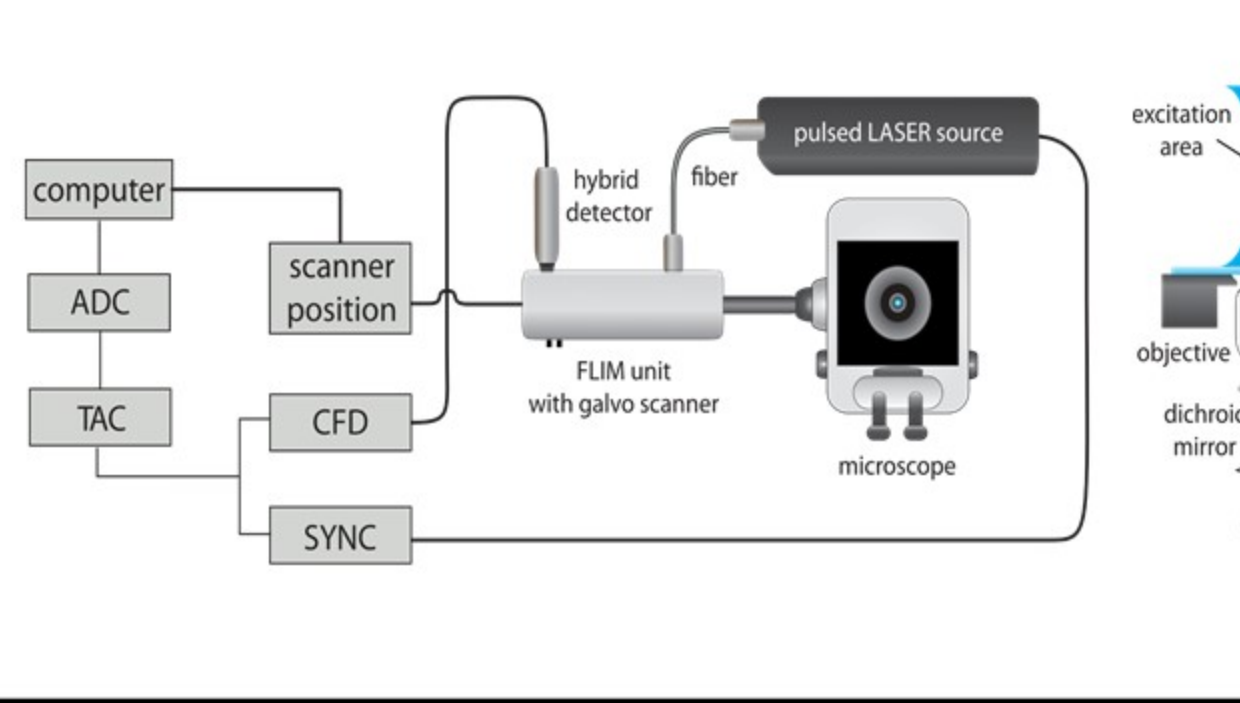 computer
ADC
TAC
scanner
position
CFD
SYNC
hybrid
detector
fiber
pulsed LASER source
FLIM unit
with galvo scanner
microscope
excitation
area
objective
dichroic
mirror